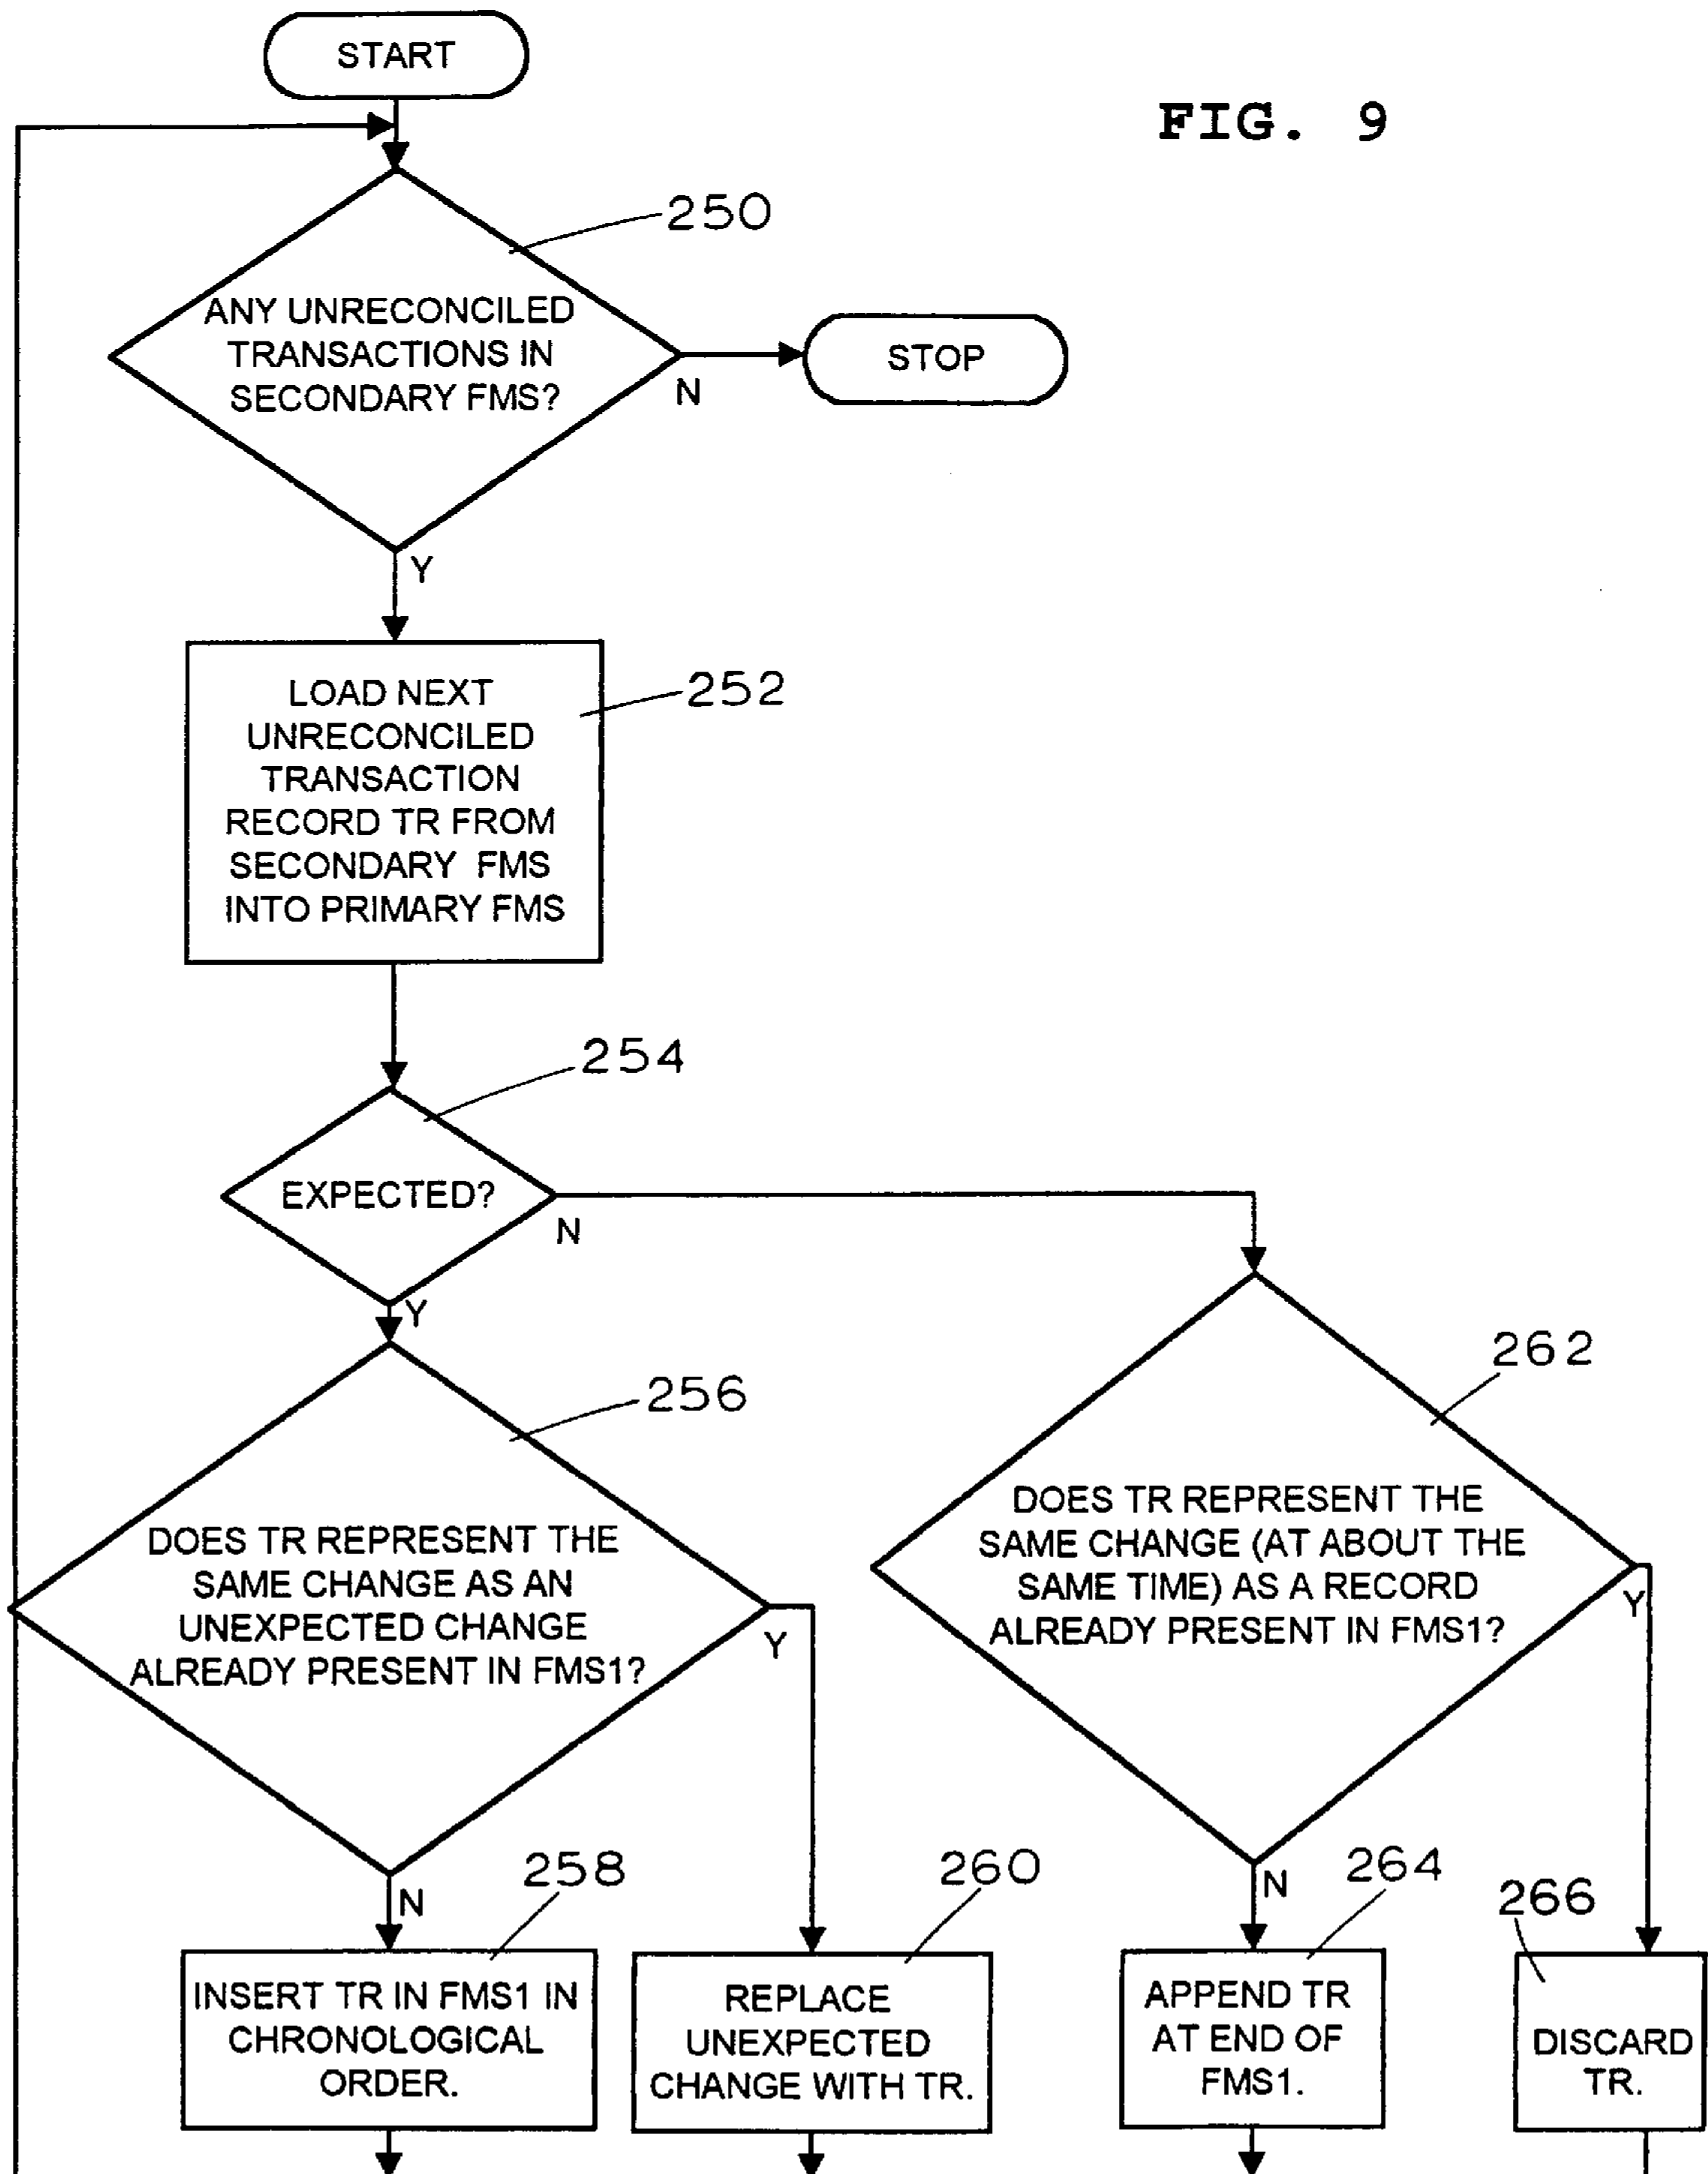 START
FIG. 9
250
ANY UNRECONCILED
TRANSACTIONS IN
SECONDARY FMS?
N
STOP
Y
LOAD NEXT
UNRECONCILED
TRANSACTION
RECORD TR FROM
SECONDARY FMS
INTO PRIMARY FMS
252
254
EXPECTED?
N
Y
256
DOES TR REPRESENT THE
SAME CHANGE AS AN
UNEXPECTED CHANGE
ALREADY PRESENT IN FMS1?
Y
N
262
DOES TR REPRESENT THE
SAME CHANGE (AT ABOUT THE
SAME TIME) AS A RECORD
ALREADY PRESENT IN FMS1?
Y
N
258
INSERT TR IN FMS1 IN
CHRONOLOGICAL
ORDER.
260
REPLACE
UNEXPECTED
CHANGE WITH TR.
264
APPEND TR
AT END OF
FMS1.
266
DISCARD
TR.